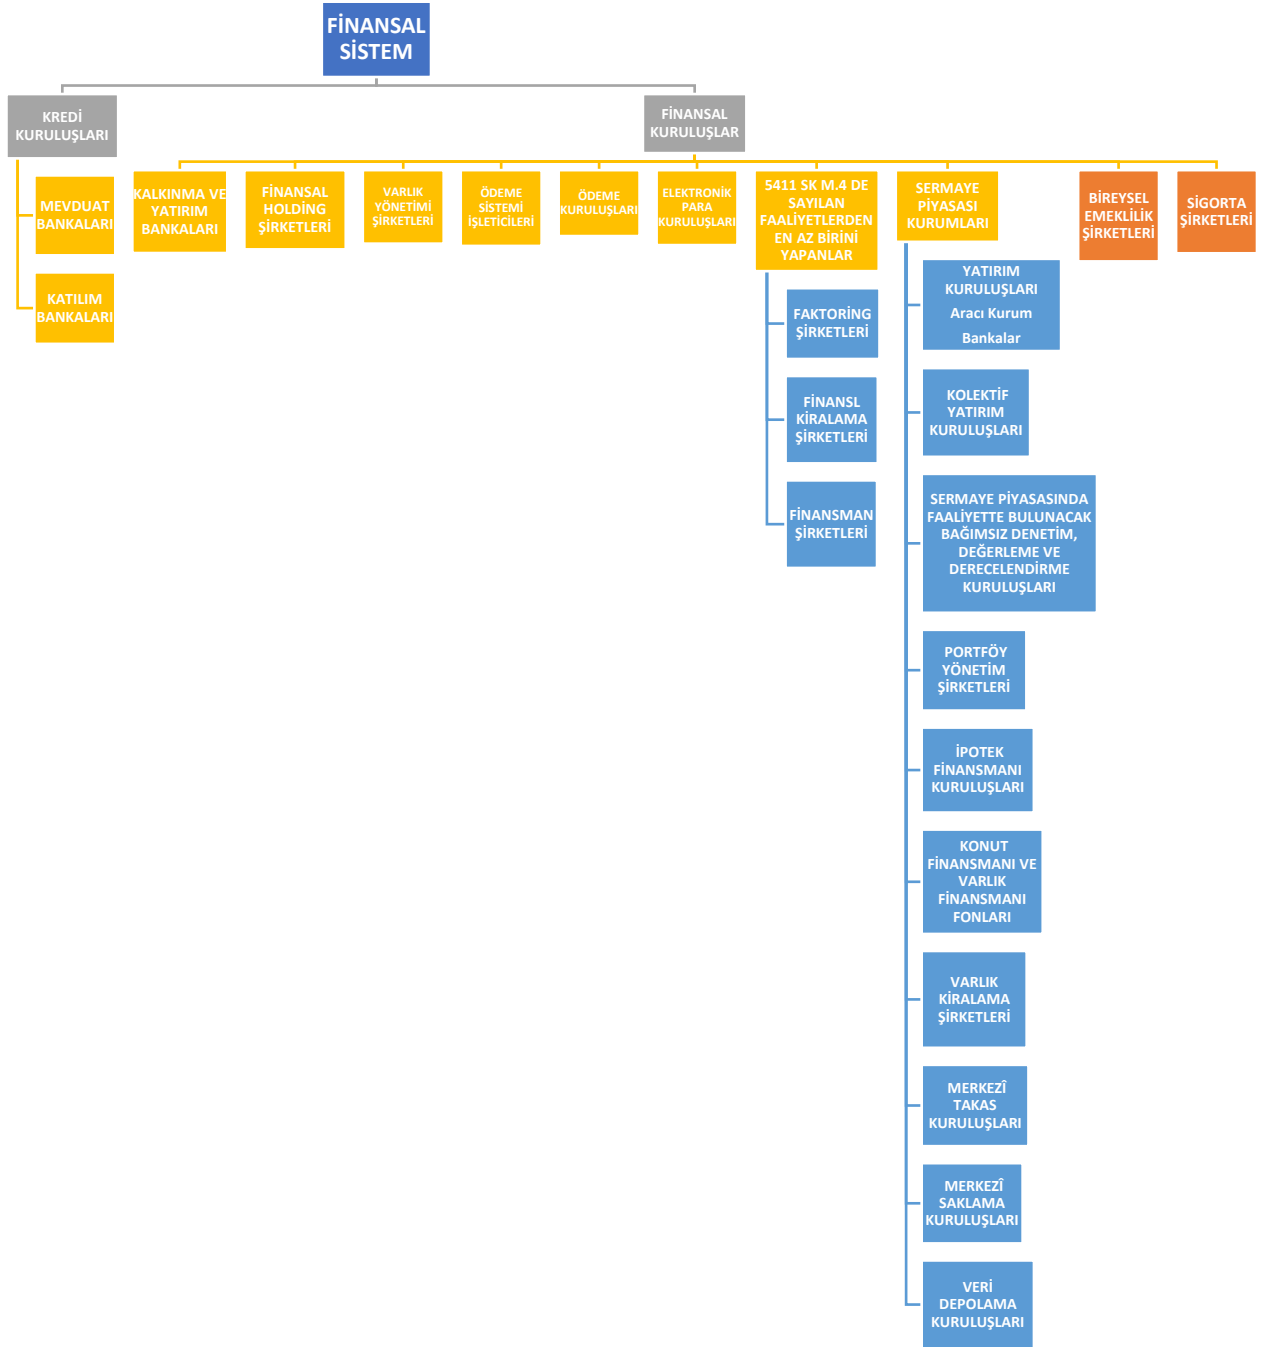 FİNANSAL
SİSTEM
KREDİ
KURULUŞLARI
FİNANSAL
KURULUŞLAR
MEVDUAT
BANKALARI
KATILIM
BANKALARI
KALKINMA VE
YATIRIM
BANKALARI
FİNANSAL
HOLDİNG
ŞİRKETLERİ
VARLIK
YÖNETİMİ
ŞİRKETLERİ
ÖDEME
SİSTEMİ
İŞLETİCİLERİ
ÖDEME
KURULUŞLARI
ELEKTRONİK
PARA
KURULUŞLARI
5411 SK M.4 DE
SAYILAN
FAALİYETLERDEN
EN AZ BİRİNİ
YAPANLAR
FAKTORİNG
ŞİRKETLERİ
FİNANSL
KİRALAMA
ŞİRKETLERİ
FİNANSMAN
ŞİRKETLERİ
SERMAYE
PİYASASI
KURUMLARI
YATIRIM
KURULUŞLARI
Aracı Kurum
Bankalar
KOLEKTİF
YATIRIM
KURULUŞLARI
SERMAYE PİYASASINDA
FAALİYETTE BULUNACAK
BAĞIMSIZ DENETİM,
DEĞERLEME VE
DERECELENDİRME
KURULUŞLARI
PORTFÖY
YÖNETİM
ŞİRKETLERİ
İPOTEK
FİNANSMANI
KURULUŞLARI
KONUT
FİNANSMANI VE
VARLIK
FİNANSMANI
FONLARI
VARLIK
KİRALAMA
ŞİRKETLERİ
MERKEZÎ
TAKAS
KURULUŞLARI
MERKEZÎ
SAKLAMA
KURULUŞLARI
VERİ
DEPOLAMA
KURULUŞLARI
BİREYSEL
EMEKLİLİK
ŞİRKETLERİ
SİGORTA
ŞİRKETLERİ